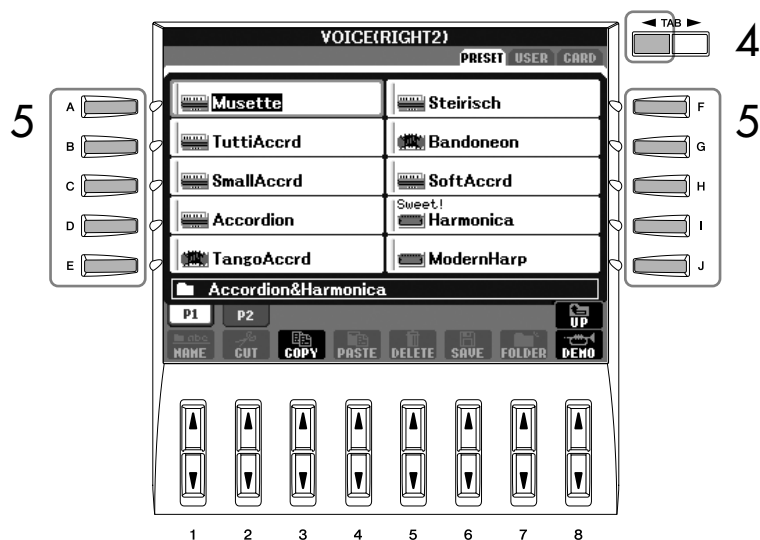 VOICE(RIGHT2)
PRESET USER CARD
◄ TAB ►
4
5
A
B
C
D
E
Musette
TuttiAccrd
SmallAccrd
Accordion
TangoAccrd
Steirisch
Bandoneon
SoftAccrd
Sweet!
Harmonica
ModernHarp
F
G
H
I
J
5
Accordion&Harmonica
P1 P2 UP
abc
NAME CUT COPY PASTE DELETE SAVE FOLDER DEMO
1 2 3 4 5 6 7 8